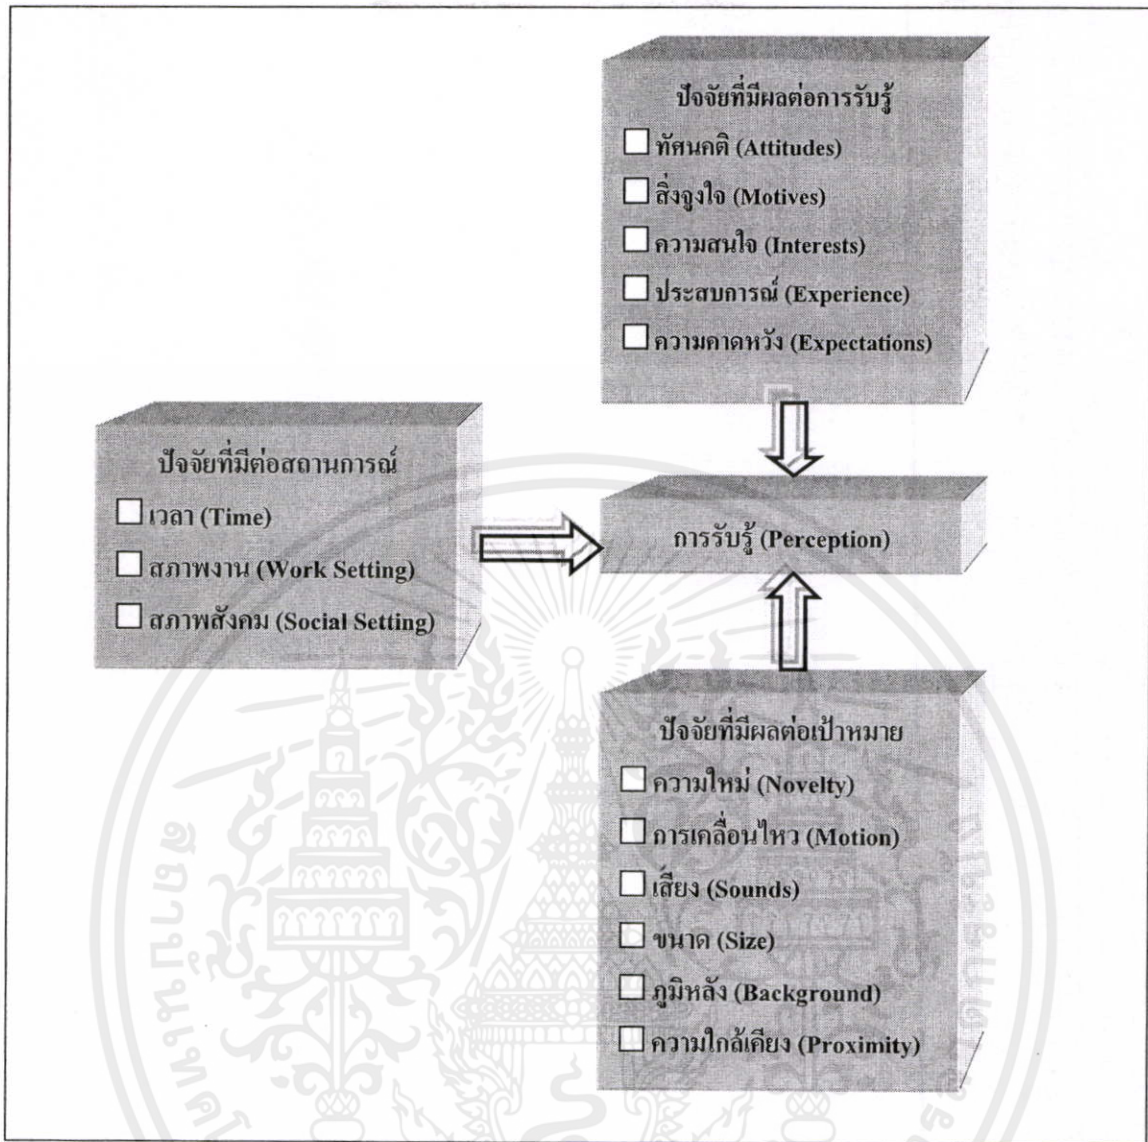 ปัจจัยที่มีผลต่อการรับรู้
ทัศนคติ (Attitudes)
สิ่งจูงใจ (Motives)
ความสนใจ (Interests)
ประสบการณ์ (Experience)
ความคาดหวัง (Expectations)
ปัจจัยที่มีต่อสถานการณ์
เวลา (Time)
สภาพงาน (Work Setting)
สภาพสังคม (Social Setting)
การรับรู้ (Perception)
ปัจจัยที่มีผลต่อเป้าหมาย
ความใหม่ (Novelty)
การเคลื่อนไหว (Motion)
เสียง (Sounds)
ขนาด (Size)
ภูมิหลัง (Background)
ความใกล้เคียง (Proximity)